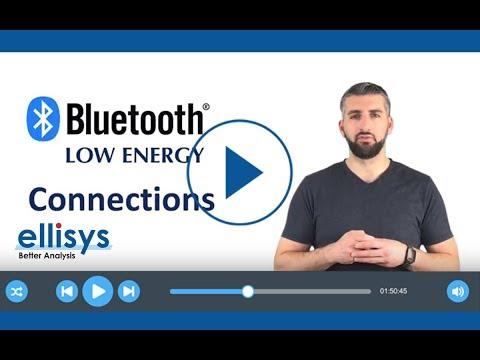 Bluetooth®
LOW ENERGY
Connections
ellisys
Better Analysis
01:50:45